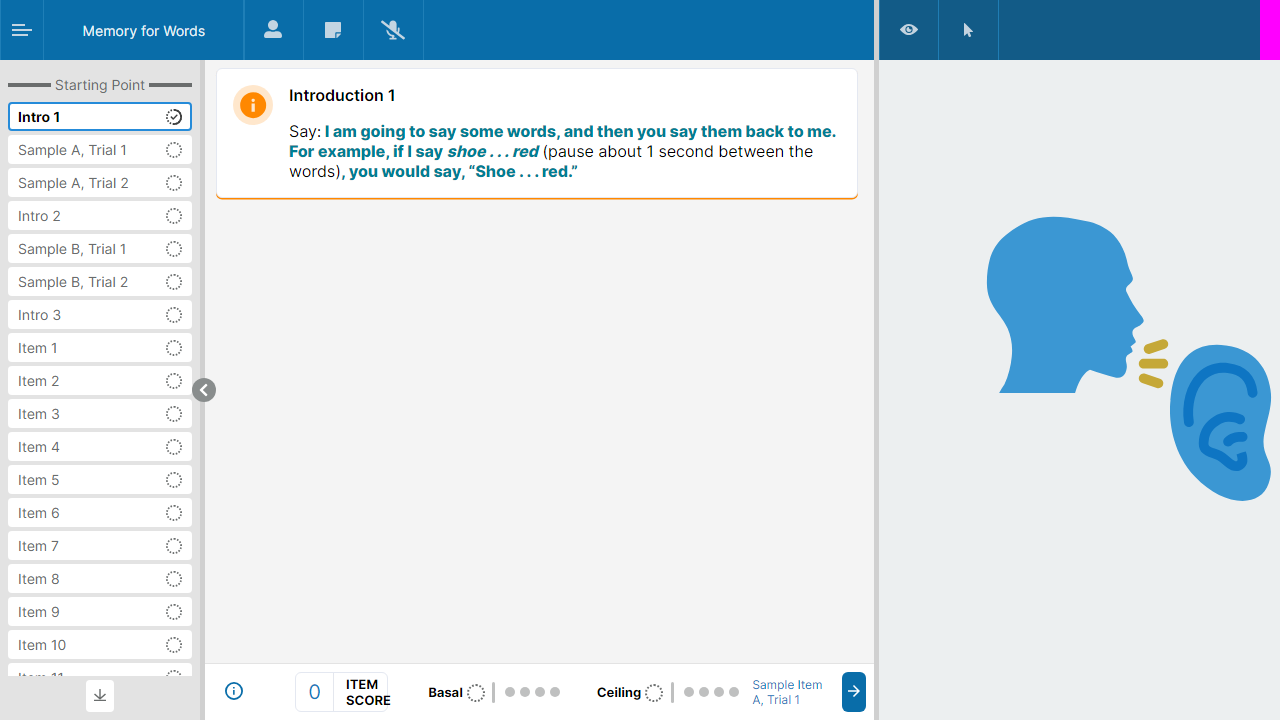 Memory for Words
Starting Point
Intro 1
Sample A, Trial 1
Sample A, Trial 2
Intro 2
Sample B, Trial 1
Sample B, Trial 2
Intro 3
Item 1
Item 2
Item 3
Item 4
Item 5
Item 6
Item 7
Item 8
Item 9
Item 10
Item 11
Introduction 1
Say: I am going to say some words, and then you say them back to me.
For example, if I say shoe . . . red (pause about 1 second between the
words), you would say, “Shoe . . . red.”
0
ITEM
SCORE
Basal
Ceiling
Sample Item
A, Trial 1